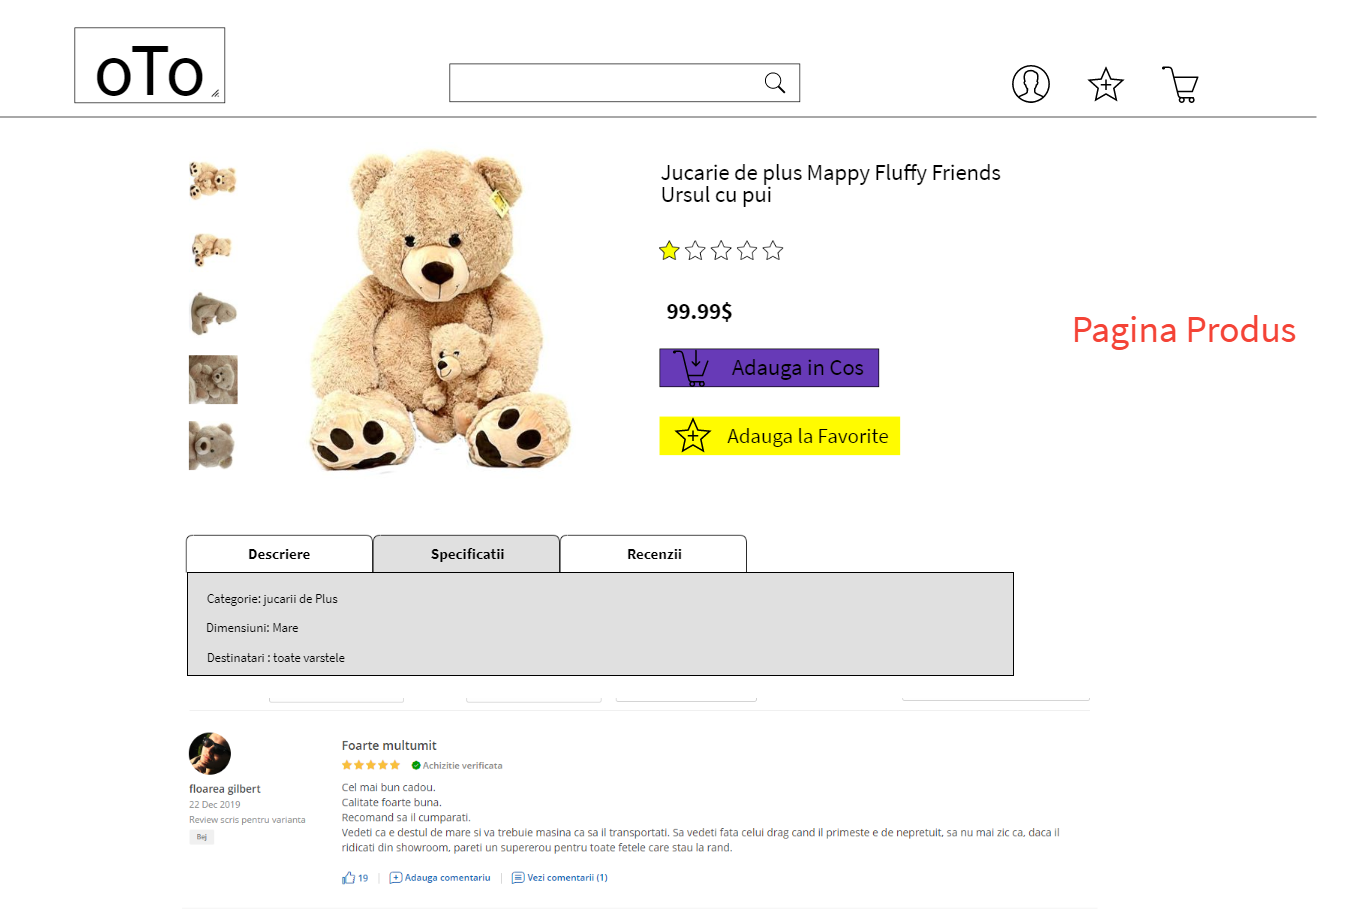 oTo
Jucarie de plus Mappy Fluffy Friends
Ursul cu pui
99.99$
Pagina Produs
Adauga in Cos
Adauga la Favorite
Descriere
Specificatii
Recenzii
Categorie: jucarii de Plus
Dimensiuni: Mare
Destinatari : toate varstele
floarea gilbert
22 Dec 2019
Review scris pentru varianta
Bej
Foarte multumit
Achizitie verificata
Cel mai bun cadou.
Calitate foarte buna.
Recomand sa il cumparati.
Vedeti ca e destul de mare si va trebuie masina ca sa il transportati. Sa vedeti fata celui drag cand il primeste e de nepretuit, sa nu mai zic ca, daca il
ridicati din showroom, pareti un supererou pentru toate fetele care stau la rand.
19
Adauga comentariu
Vezi comentarii (1)